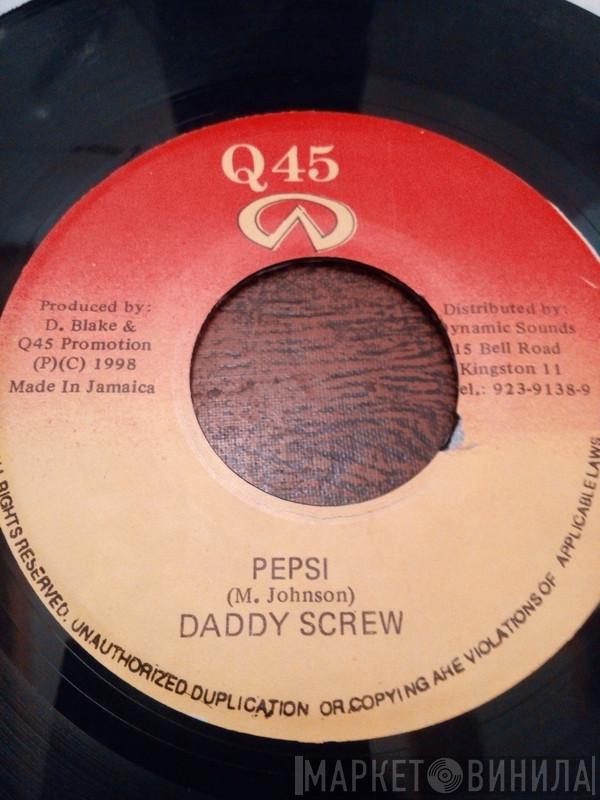 Q45
Produced by:
D. Blake &
Q45 Promotion
(P)(C) 1998
Made In Jamaica
Distributed by:
ynamic Sounds
15 Bell Road
Kingston 11
el.: 923-9138-9
PEPSI
(M. Johnson)
DADDY SCREW
ALL RIGHTS RESERVED. UNAUTHORIZED DUPLICATION OR COPYING ARE VIOLATIONS OF APPLICABLE LAWS
МАРКЕТ ВИНИЛА